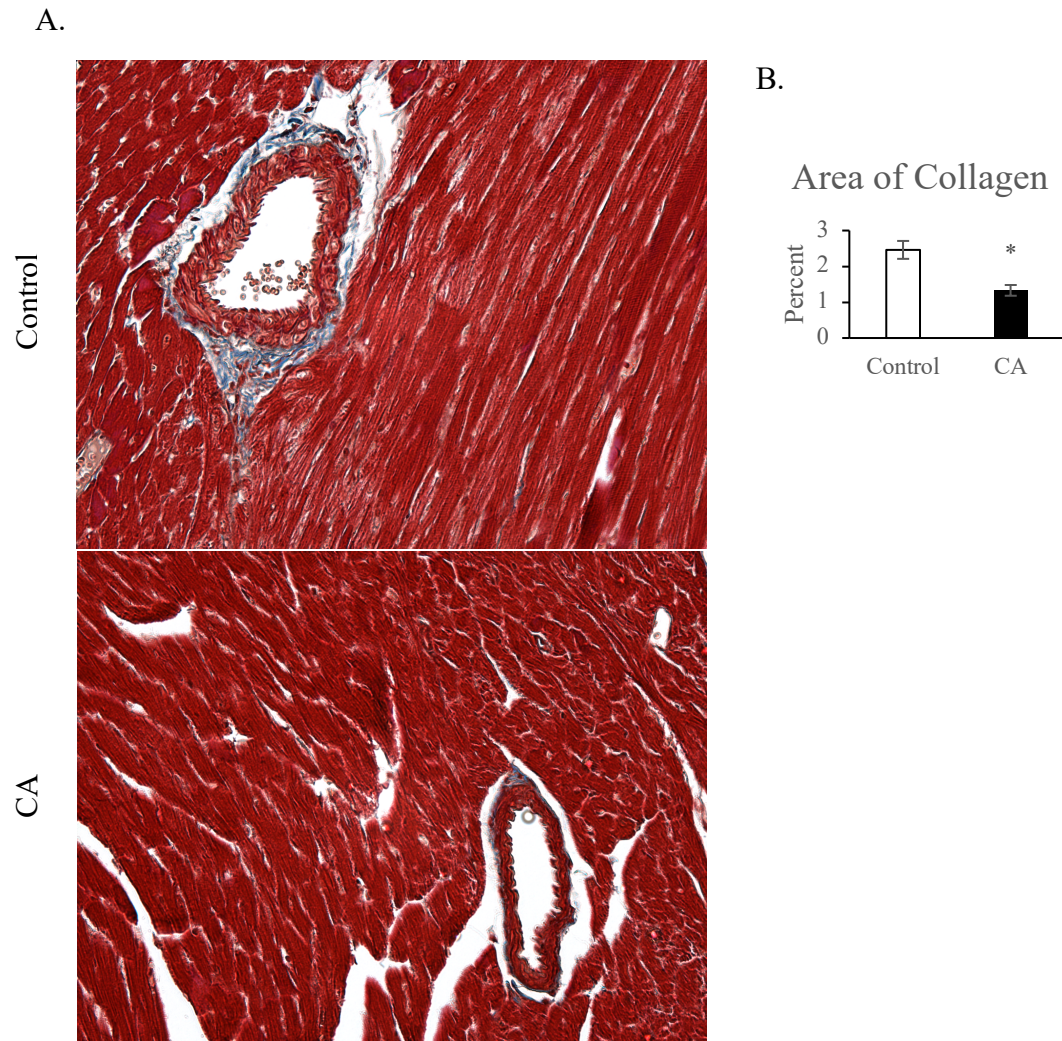 A.
Control
CA
B.
Area of Collagen
Percent
3
2
1
0
*
Control
CA